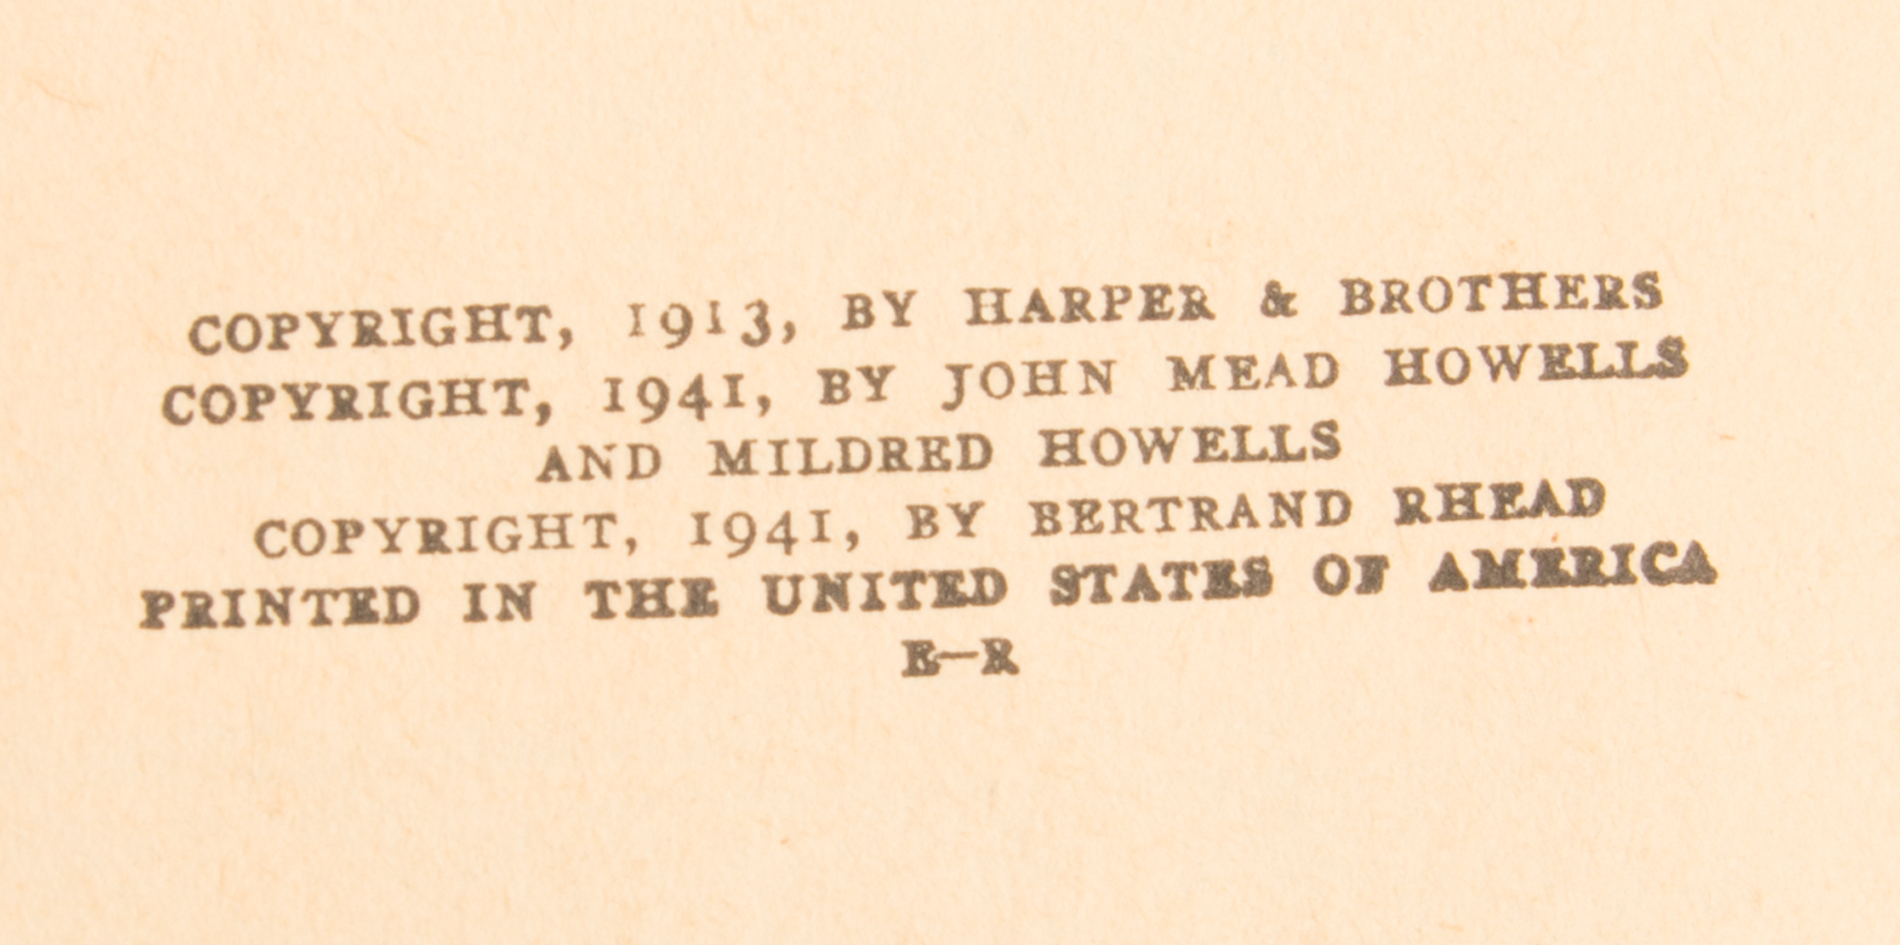 COPYRIGHT, 1913, BY HARPER & BROTHERS
COPYRIGHT, 1941, BY JOHN MEAD HOWELLS
AND MILDRED HOWELLS
COPYRIGHT, 1941, BY BERTRAND RHEAD
PRINTED IN THE UNITED STATES OF AMERICA
E—R